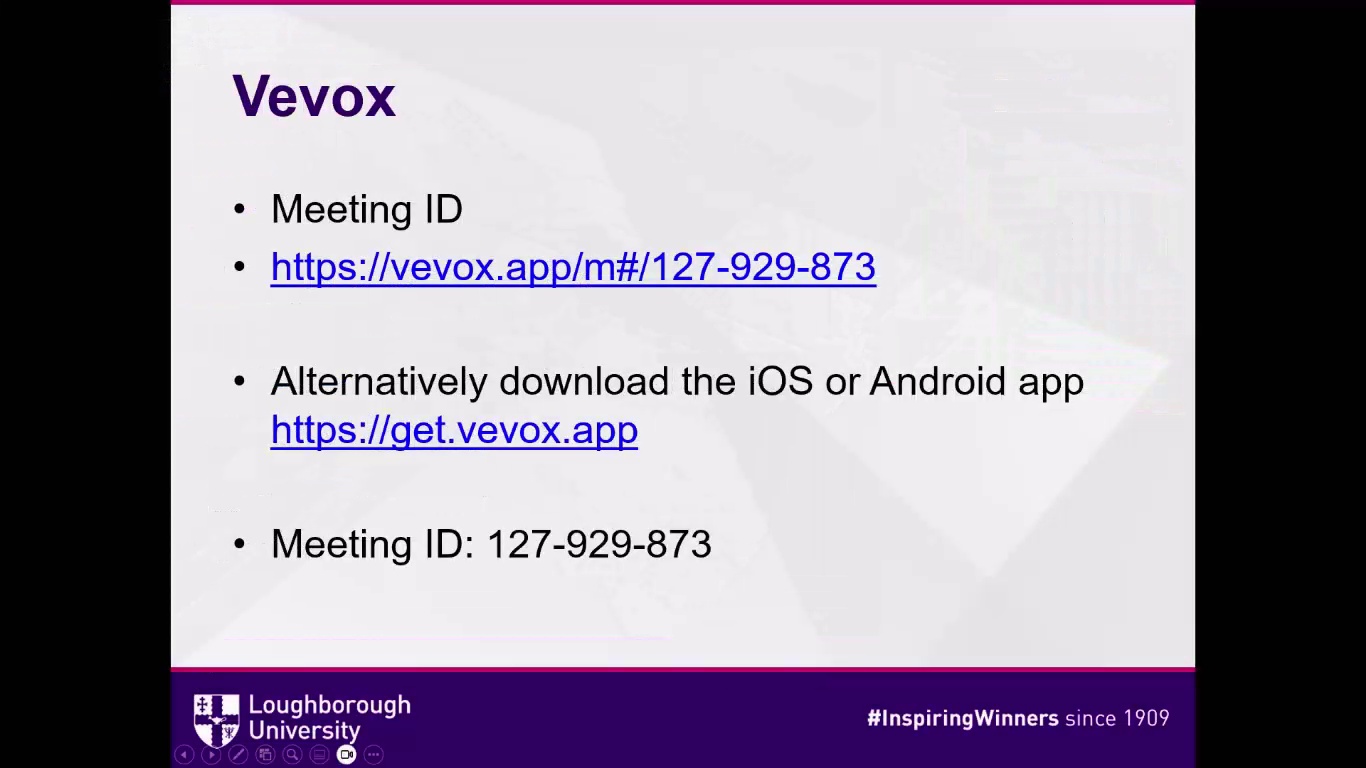 Vevox
• Meeting ID
• https://vevox.app/m#/127-929-873
• Alternatively download the iOS or Android app
https://get.vevox.app
• Meeting ID: 127-929-873
Loughborough
University
#InspiringWinners since 1909